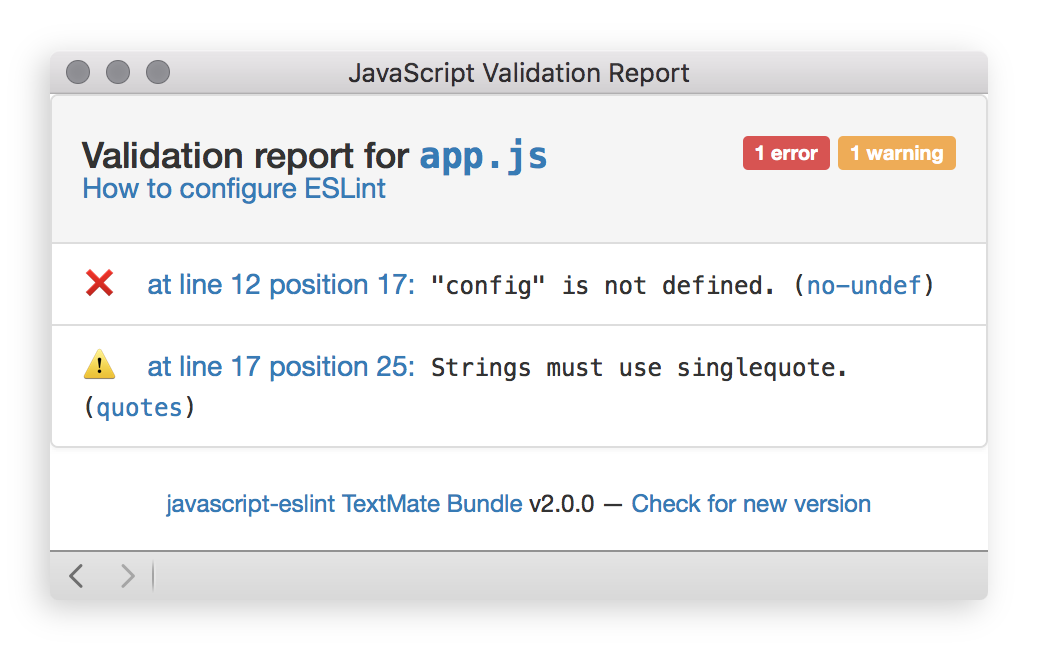 JavaScript Validation Report
Validation report for app.js
1 error 1 warning
How to configure ESLint
at line 12 position 17: "config" is not defined. (no-undef)
at line 17 position 25: Strings must use singlequote.
(quotes)
javascript-eslint TextMate Bundle v2.0.0 — Check for new version